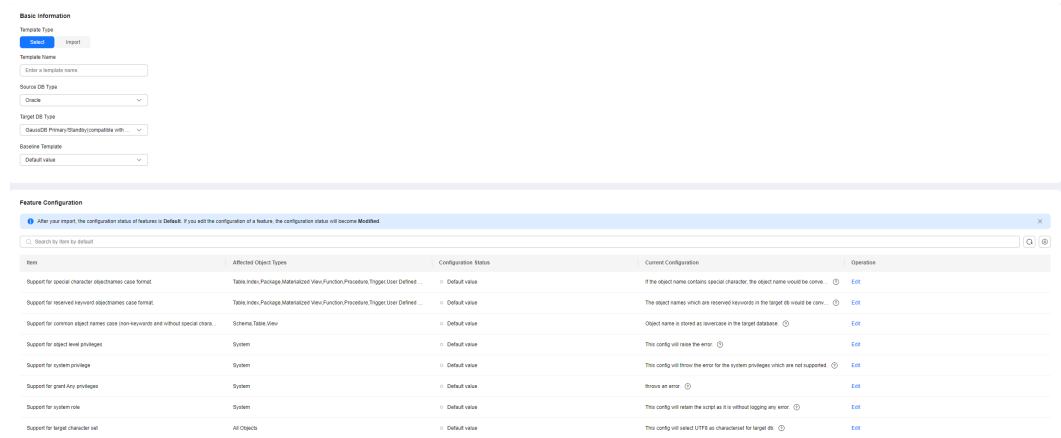 Basic Information
Template Type
Select Import
Template Name
Enter a template name.
Source DB Type
Oracle
Target DB Type
GaussDB Primary/Standby(compatible with ...
Baseline Template
Default value
Feature Configuration
After your import, the configuration status of features is Default. If you edit the configuration of a feature, the configuration status will become Modified.
Search by item by default
Item Affected Object Types Configuration Status Current Configuration Operation
Support for special character objectnames case format. Table,Index,Package,Materialized View,Function,Procedure,Trigger,User Defined ... Default value If the object name contains special character, the object name would be conve... Edit
Support for reserved keyword objectnames case format. Table,Index,Package,Materialized View,Function,Procedure,Trigger,User Defined ... Default value The object names which are reserved keywords in the target db would be conv... Edit
Support for common object names case (non-keywords and without special chara... Schema,Table,View Default value Object name is stored as lowercase in the target database. Edit
Support for object level privileges System Default value This config will raise the error. Edit
Support for system privilege System Default value This config will throw the error for the system privileges which are not supported. Edit
Support for grant Any privileges System Default value throws an error. Edit
Support for system role System Default value This config will retain the script as it is without logging any error. Edit
Support for target character set All Objects Default value This config will select UTF8 as characterset for target db. Edit